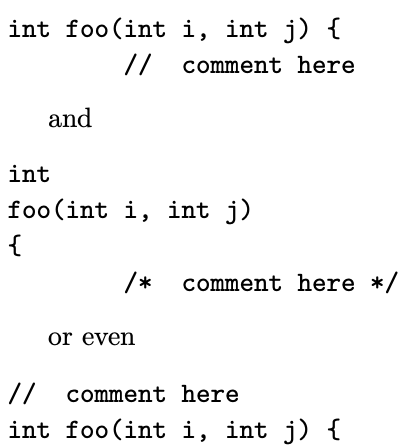 int foo(int i, int j) {
        //  comment here
and
int
foo(int i, int j)
{
        /*  comment here */
or even
//  comment here
int foo(int i, int j) {